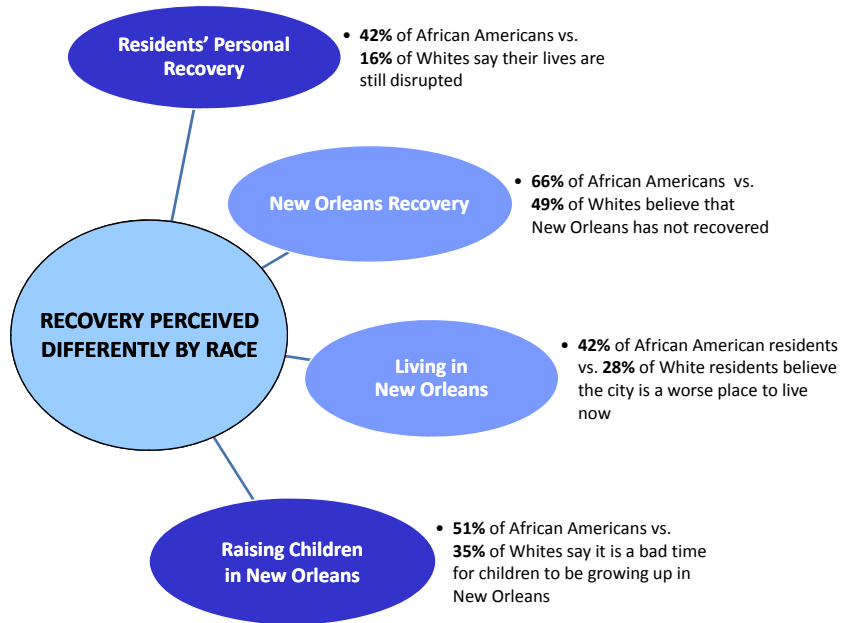 Residents' Personal
Recovery
• 42% of African Americans vs.
16% of Whites say their lives are
still disrupted
New Orleans Recovery
• 66% of African Americans vs.
49% of Whites believe that
New Orleans has not recovered
RECOVERY PERCEIVED
DIFFERENTLY BY RACE
Living in
New Orleans
• 42% of African American residents
vs. 28% of White residents believe
the city is a worse place to live
now
Raising Children
in New Orleans
• 51% of African Americans vs.
35% of Whites say it is a bad time
for children to be growing up in
New Orleans